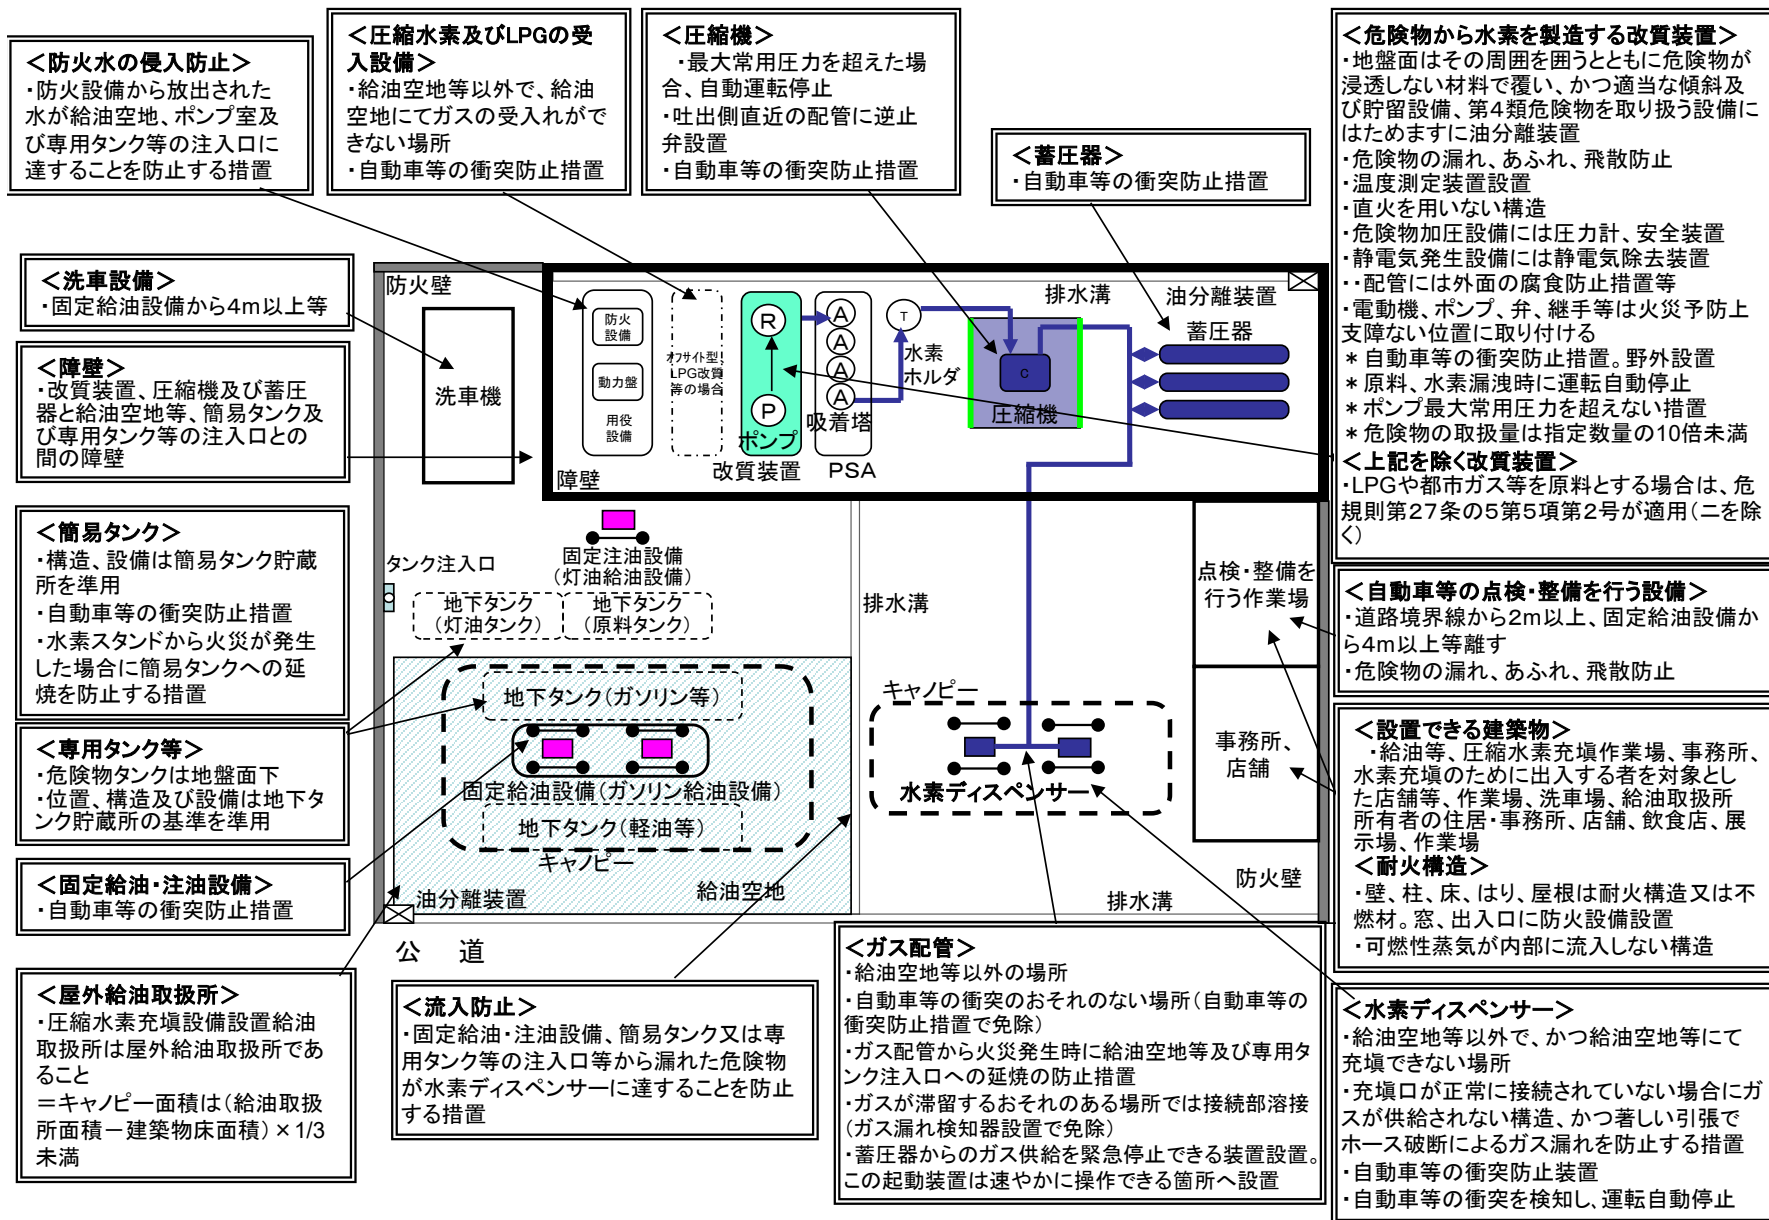 ＜防火水の侵入防止＞
・防火設備から放出された
水が給油空地、ポンプ室及
び専用タンク等の注入口に
達することを防止する措置
＜圧縮水素及びLPGの受
入設備＞
・給油空地等以外で、給油
空地にてガスの受入れがで
きない場所
・自動車等の衝突防止措置
＜圧縮機＞
・最大常用圧力を超えた場
合、自動運転停止
・吐出側直近の配管に逆止
弁設置
・自動車等の衝突防止措置
＜蓄圧器＞
・自動車等の衝突防止措置
＜危険物から水素を製造する改質装置＞
・地盤面はその周囲を囲うとともに危険物が
浸透しない材料で覆い、かつ適当な傾斜及
び貯留設備、第4類危険物を取り扱う設備に
はためますに油分離装置
・危険物の漏れ、あふれ、飛散防止
・温度測定装置設置
・直火を用いない構造
・危険物加圧設備には圧力計、安全装置
・静電気発生設備には静電気除去装置
・・配管には外面の腐食防止措置等
・電動機、ポンプ、弁、継手等は火災予防上
支障ない位置に取り付ける
＊自動車等の衝突防止措置。野外設置
＊原料、水素漏洩時に運転自動停止
＊ポンプ最大常用圧力を超えない措置
＊危険物の取扱量は指定数量の10倍未満
＜上記を除く改質装置＞
・LPGや都市ガス等を原料とする場合は、危
規則第27条の5第5項第2号が適用（ニを除
く）
＜洗車設備＞
・固定給油設備から4m以上等
＜障壁＞
・改質装置、圧縮機及び蓄圧
器と給油空地等、簡易タンク及
び専用タンク等の注入口との
間の障壁
＜簡易タンク＞
・構造、設備は簡易タンク貯蔵
所を準用
・自動車等の衝突防止措置
・水素スタンドから火災が発生
した場合に簡易タンクへの延
焼を防止する措置
＜専用タンク等＞
・危険物タンクは地盤面下
・位置、構造及び設備は地下タ
ンク貯蔵所の基準を準用
＜固定給油・注油設備＞
・自動車等の衝突防止措置
＜屋外給油取扱所＞
・圧縮水素充填設備設置給油
取扱所は屋外給油取扱所であ
ること
＝キャノピー面積は（給油取扱
所面積－建築物床面積）×1/3
未満
防火壁
洗車機
防火
設備
動力盤
用役
設備
オフサイト型、
LPG改質
等の場合
R
P
ポンプ
改質装置
A
A
A
A
吸着塔
PSA
T
水素
ホルダ
排水溝
C
圧縮機
油分離装置
蓄圧器
障壁
タンク注入口
固定注油設備
（灯油給油設備）
地下タンク
（灯油タンク）
地下タンク
（原料タンク）
排水溝
地下タンク（ガソリン等）
固定給油設備（ガソリン給油設備）
地下タンク（軽油等）
キャノピー
油分離装置
給油空地
公　道
キャノピー
水素ディスペンサー
点検・整備を
行う作業場
事務所、
店舗
防火壁
排水溝
＜自動車等の点検・整備を行う設備＞
・道路境界線から2m以上、固定給油設備か
ら4m以上等離す
・危険物の漏れ、あふれ、飛散防止
＜設置できる建築物＞
・給油等、圧縮水素充填作業場、事務所、
水素充填のために出入する者を対象とし
た店舗等、作業場、洗車場、給油取扱所
所有者の住居・事務所、店舗、飲食店、展
示場、作業場
＜耐火構造＞
・壁、柱、床、はり、屋根は耐火構造又は不
燃材。窓、出入口に防火設備設置
・可燃性蒸気が内部に流入しない構造
＜流入防止＞
・固定給油・注油設備、簡易タンク又は専
用タンク等の注入口等から漏れた危険物
が水素ディスペンサーに達することを防止
する措置
＜ガス配管＞
・給油空地等以外の場所
・自動車等の衝突のおそれのない場所（自動車等の
衝突防止措置で免除）
・ガス配管から火災発生時に給油空地等及び専用タ
ンク注入口への延焼の防止措置
・ガスが滞留するおそれのある場所では接続部溶接
（ガス漏れ検知器設置で免除）
・蓄圧器からのガス供給を緊急停止できる装置設置。
この起動装置は速やかに操作できる箇所へ設置
＜水素ディスペンサー＞
・給油空地等以外で、かつ給油空地等にて
充填できない場所
・充填口が正常に接続されていない場合にガ
スが供給されない構造、かつ著しい引張で
ホース破断によるガス漏れを防止する措置
・自動車等の衝突防止装置
・自動車等の衝突を検知し、運転自動停止